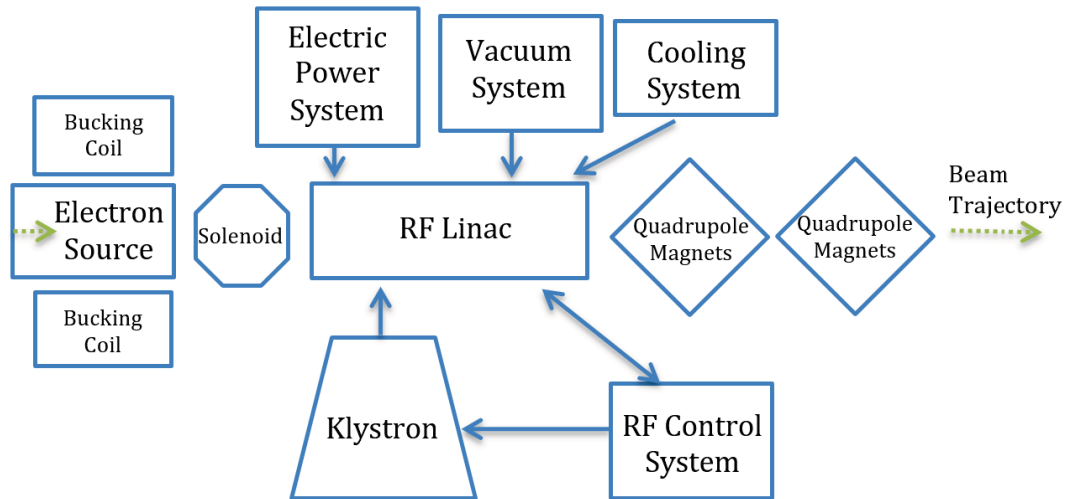 Electric
Power
System
Vacuum
System
Cooling
System
Bucking
Coil
Electron
Source
Solenoid
RF Linac
Quadrupole
Magnets
Quadrupole
Magnets
Beam
Trajectory
Bucking
Coil
Klystron
RF Control
System